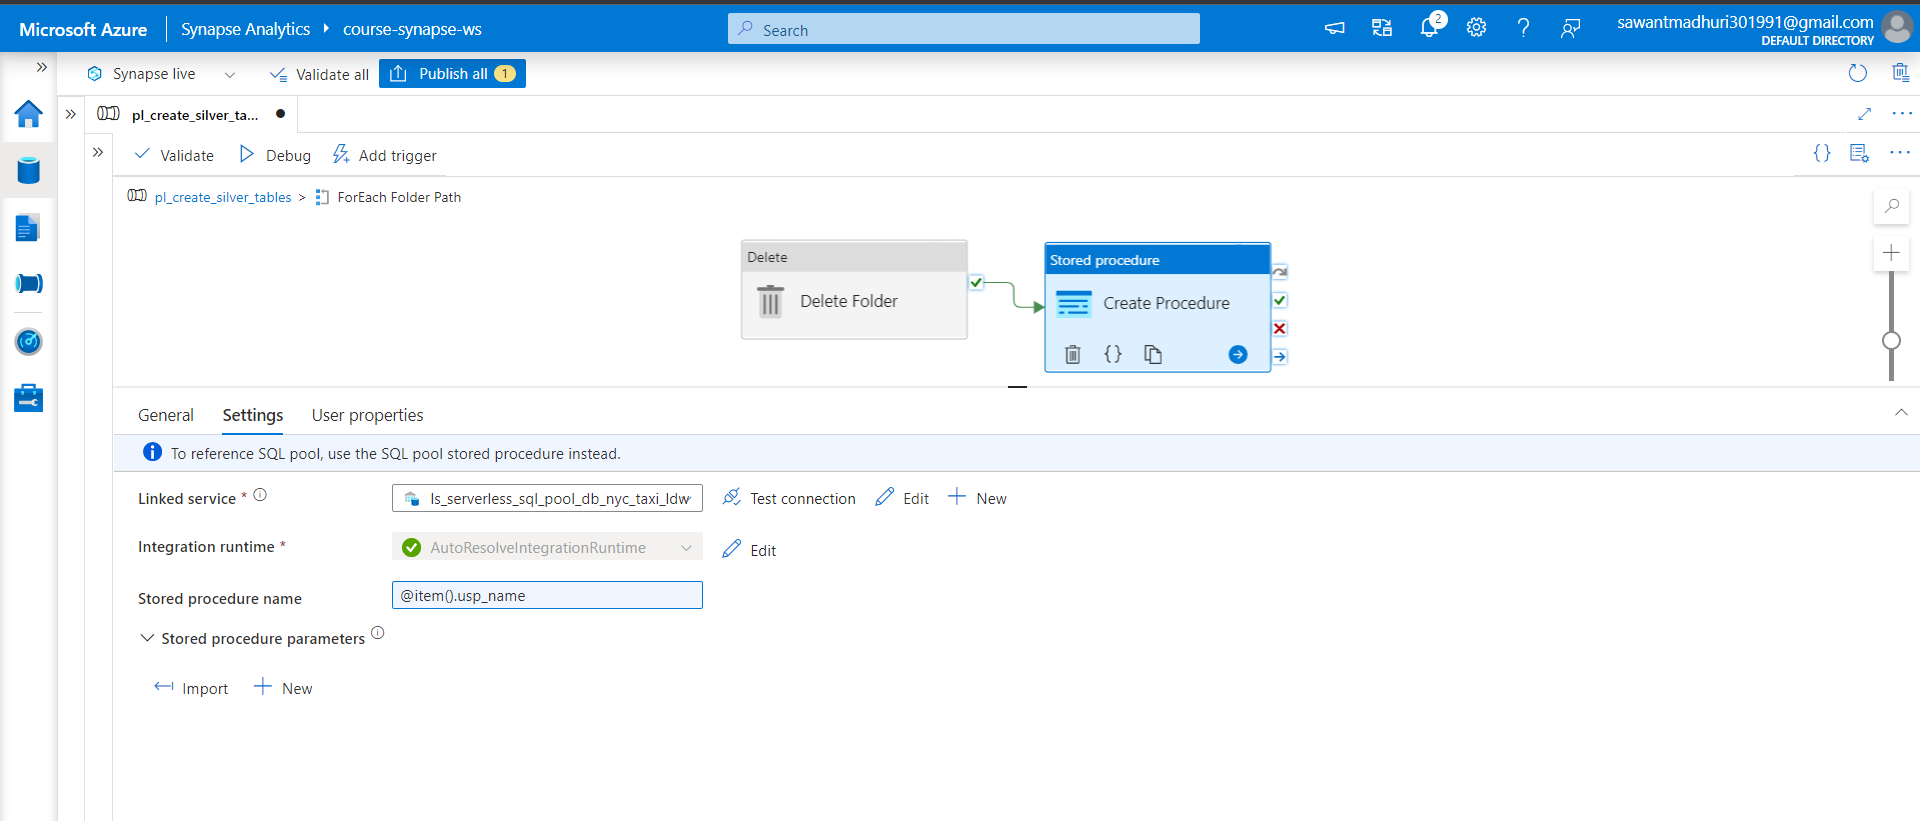 Microsoft Azure
Synapse Analytics
course-synapse-ws
Search
2
sawantmadhuri301991@gmail.com
DEFAULT DIRECTORY
Synapse live
Validate all
Publish all 1
pl_create_silver_ta...
Validate
Debug
Add trigger
{}
...
pl_create_silver_tables > ForEach Folder Path
Delete
Delete Folder
Stored procedure
Create Procedure
{}
General
Settings
User properties
To reference SQL pool, use the SQL pool stored procedure instead.
Linked service *
ls_serverless_sql_pool_db_nyc_taxi_ldw
Test connection
Edit
New
Integration runtime *
AutoResolveIntegrationRuntime
Edit
Stored procedure name
@item().usp_name
Stored procedure parameters
Import
New